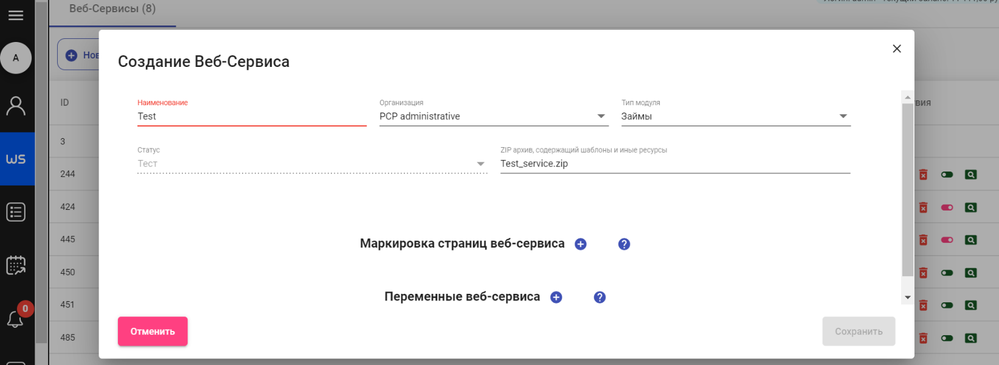 Веб-Сервисы (8)
A
Нов
Создание Веб-Сервиса
ID
Наименование
Организация
Тип модуля
вия
Test
PCP administrative
Займы
3
Статус
ZIP архив, содержащий шаблоны и иные ресурсы
WS
Тест
Test_service.zip
244
424
445
Маркировка страниц веб-сервиса
450
Переменные веб-сервиса
451
0
485
Отменить
Сохранить